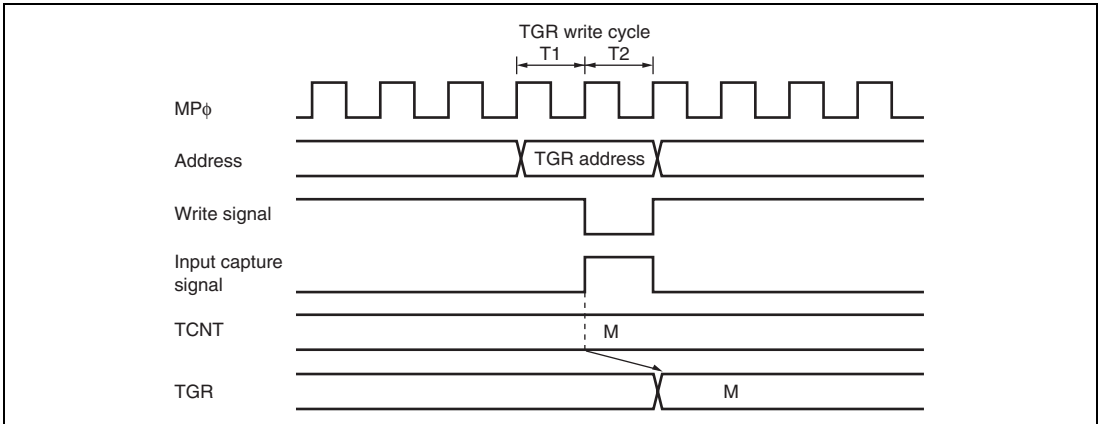 TGR write cycle
T1 T2
MPϕ
Address
TGR address
Write signal
Input capture
signal
TCNT
M
TGR
M